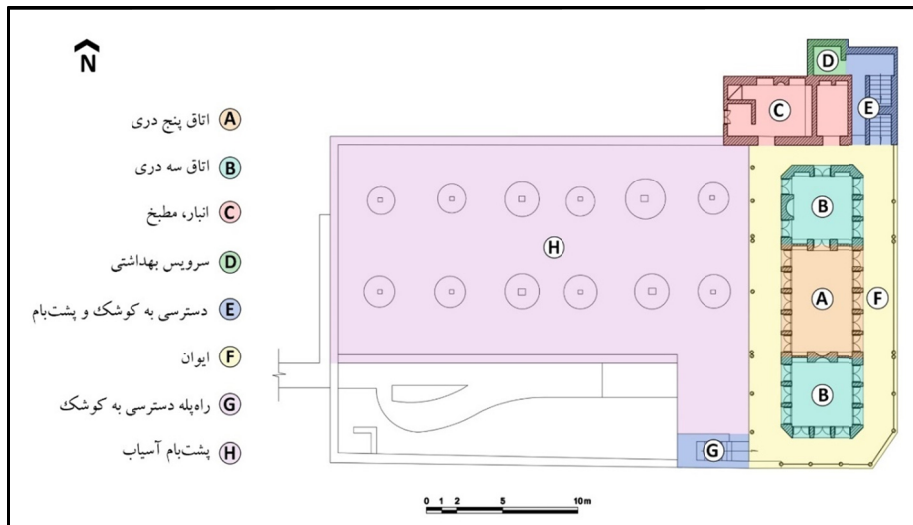 N
A اتاق پنج دری
B اتاق سه دری
C انبار، مطبخ
D سرویس بهداشتی
E دسترسی به کوشک و پشت‌بام
F ایوان
G راه‌پله دسترسی به کوشک
H پشت‌بام آسیاب
D
C
E
B
H
A
F
B
G
0 1 2 5 10m